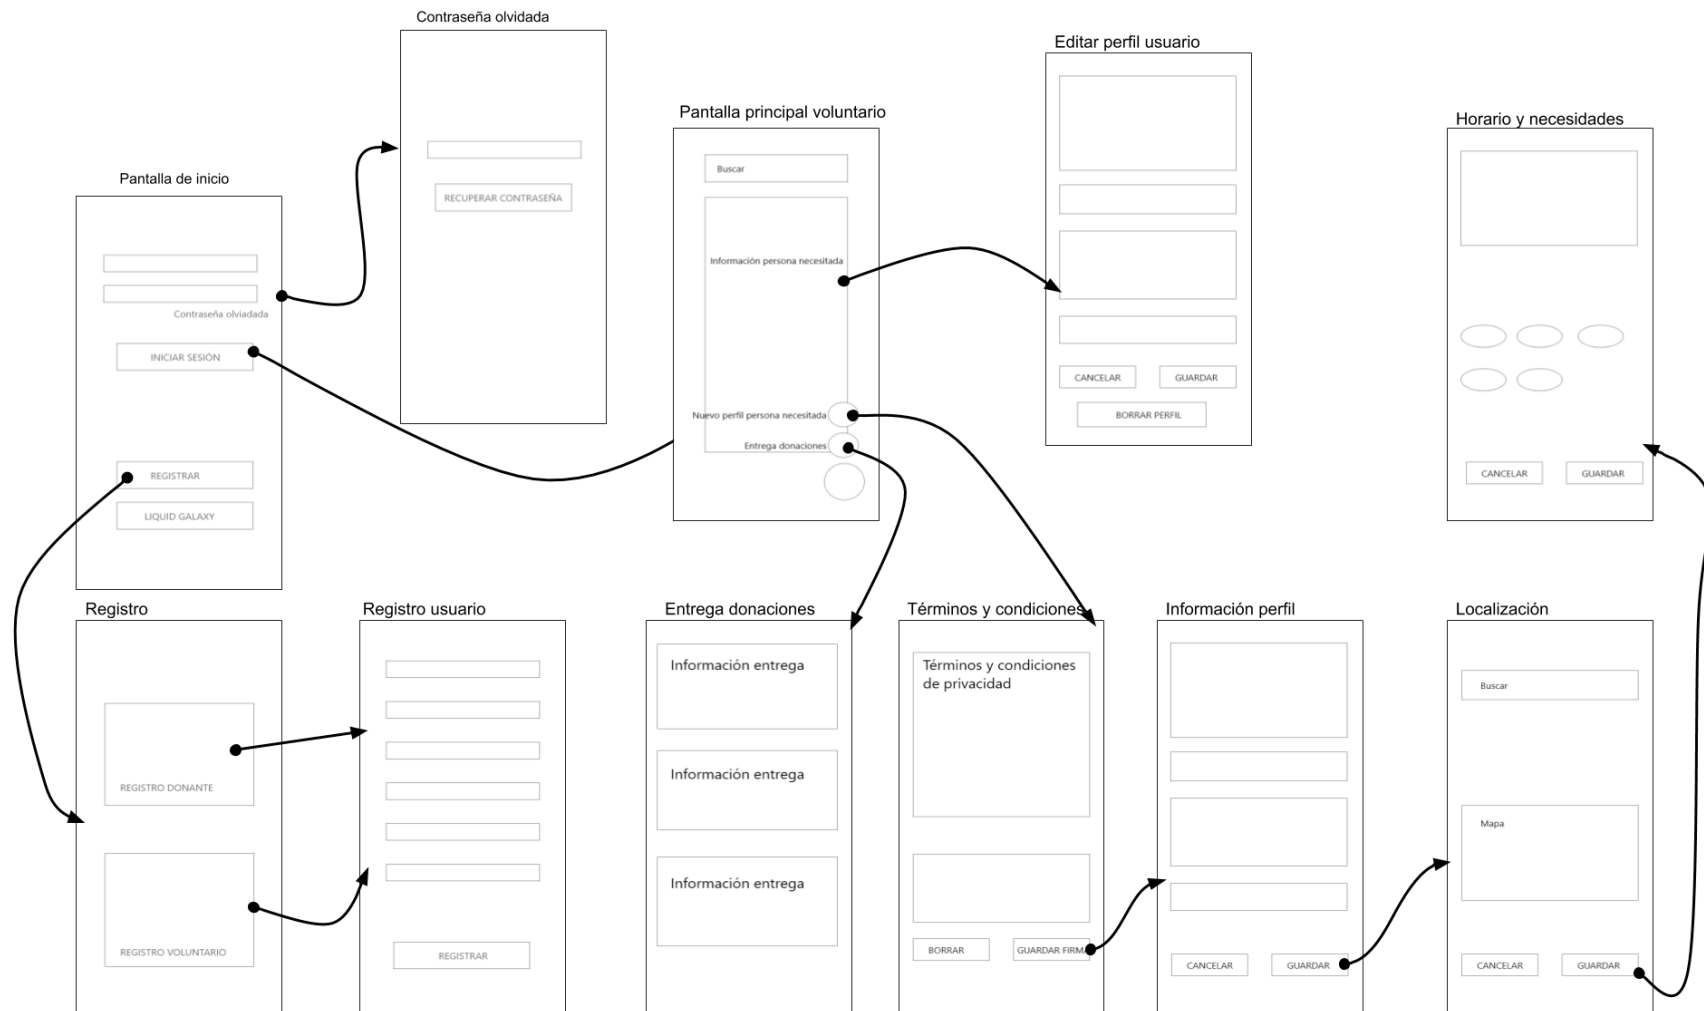 Contraseña olvidada
RECUPERAR CONTRASEÑA
Pantalla de inicio
Contraseña olviadada
INICIAR SESIÓN
REGISTRAR
LIQUID GALAXY
Pantalla principal voluntario
Buscar
Información persona necesitada
Nuevo perfil persona necesitada
Entrega donaciones
Editar perfil usuario
CANCELAR
GUARDAR
BORRAR PERFIL
Horario y necesidades
CANCELAR
GUARDAR
Registro
REGISTRO DONANTE
REGISTRO VOLUNTARIO
Registro usuario
REGISTRAR
Entrega donaciones
Información entrega
Información entrega
Información entrega
Términos y condiciones
Términos y condiciones
de privacidad
BORRAR
GUARDAR FIRMA
Información perfil
CANCELAR
GUARDAR
Localización
Buscar
Mapa
CANCELAR
GUARDAR